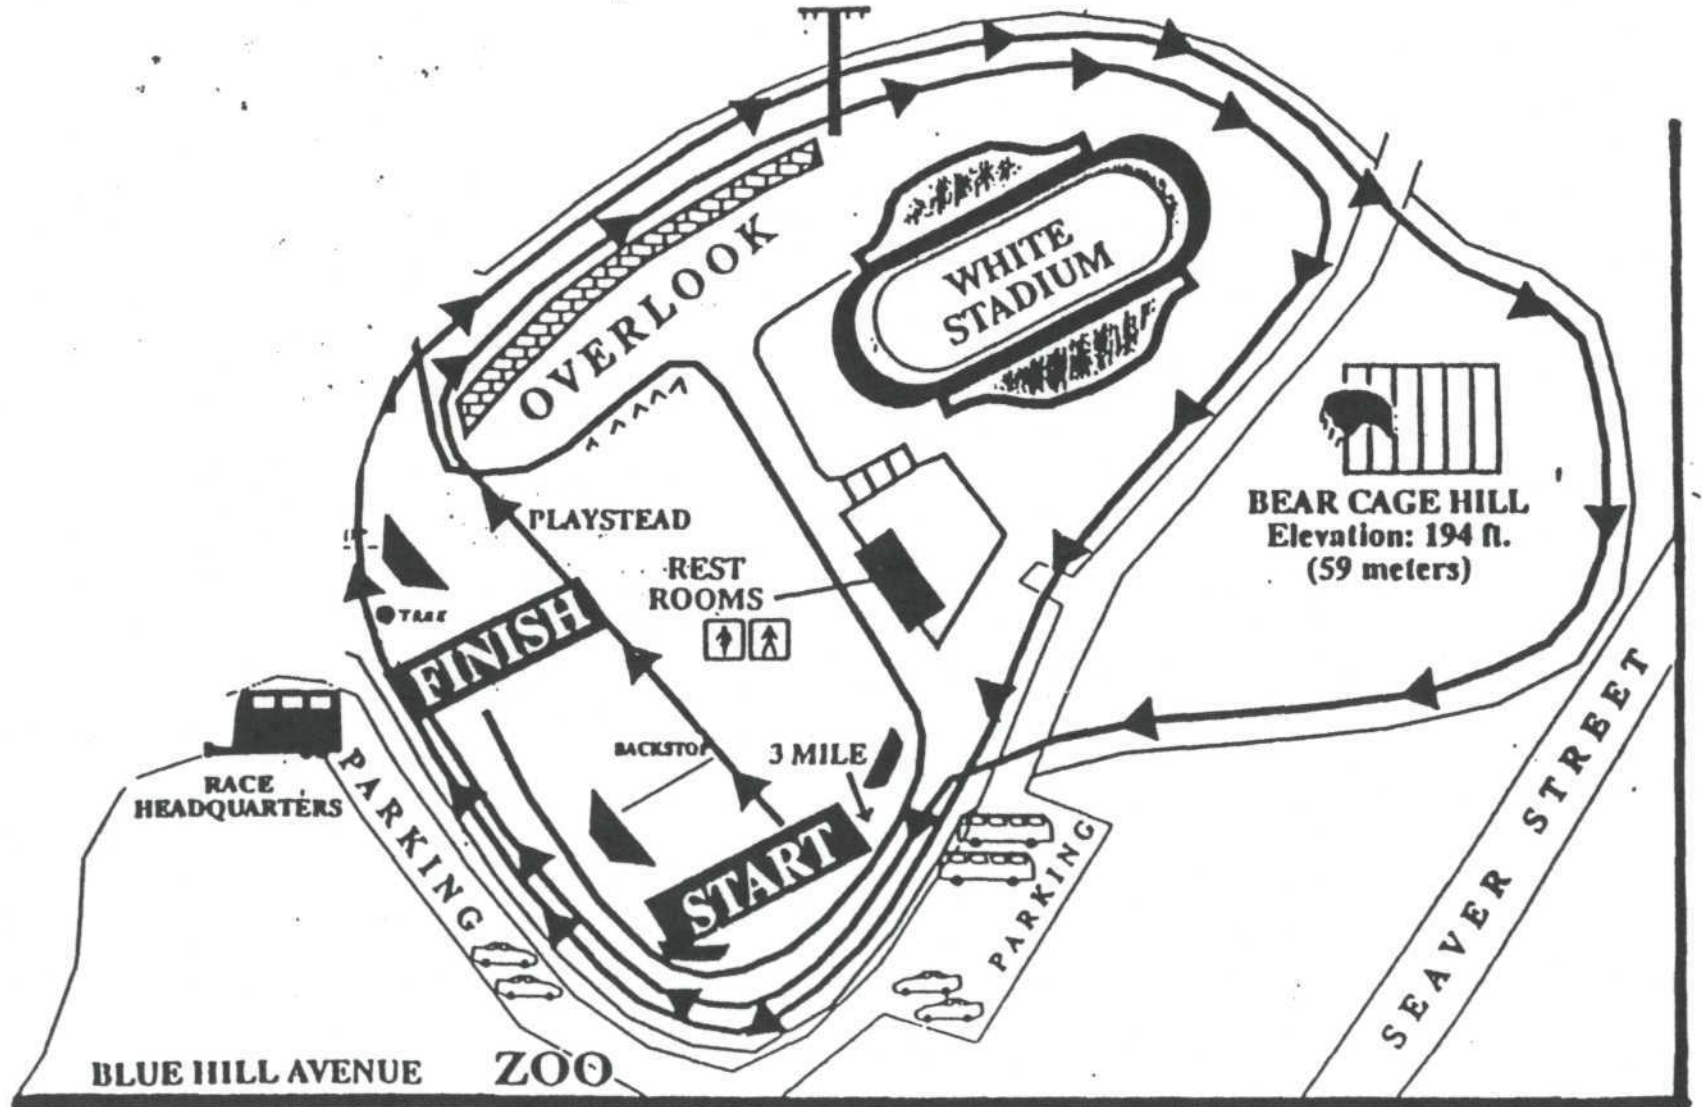 OVERLOOK
WHITE
STADIUM
BEAR CAGE HILL
Elevation: 194 ft.
(59 meters)
PLAYSTEAD
REST
ROOMS
TREE
FINISH
BACKSTOP
3 MILE
START
RACE
HEADQUARTERS
PARKING
PARKING
SEAVER STREET
BLUE HILL AVENUE
ZOO